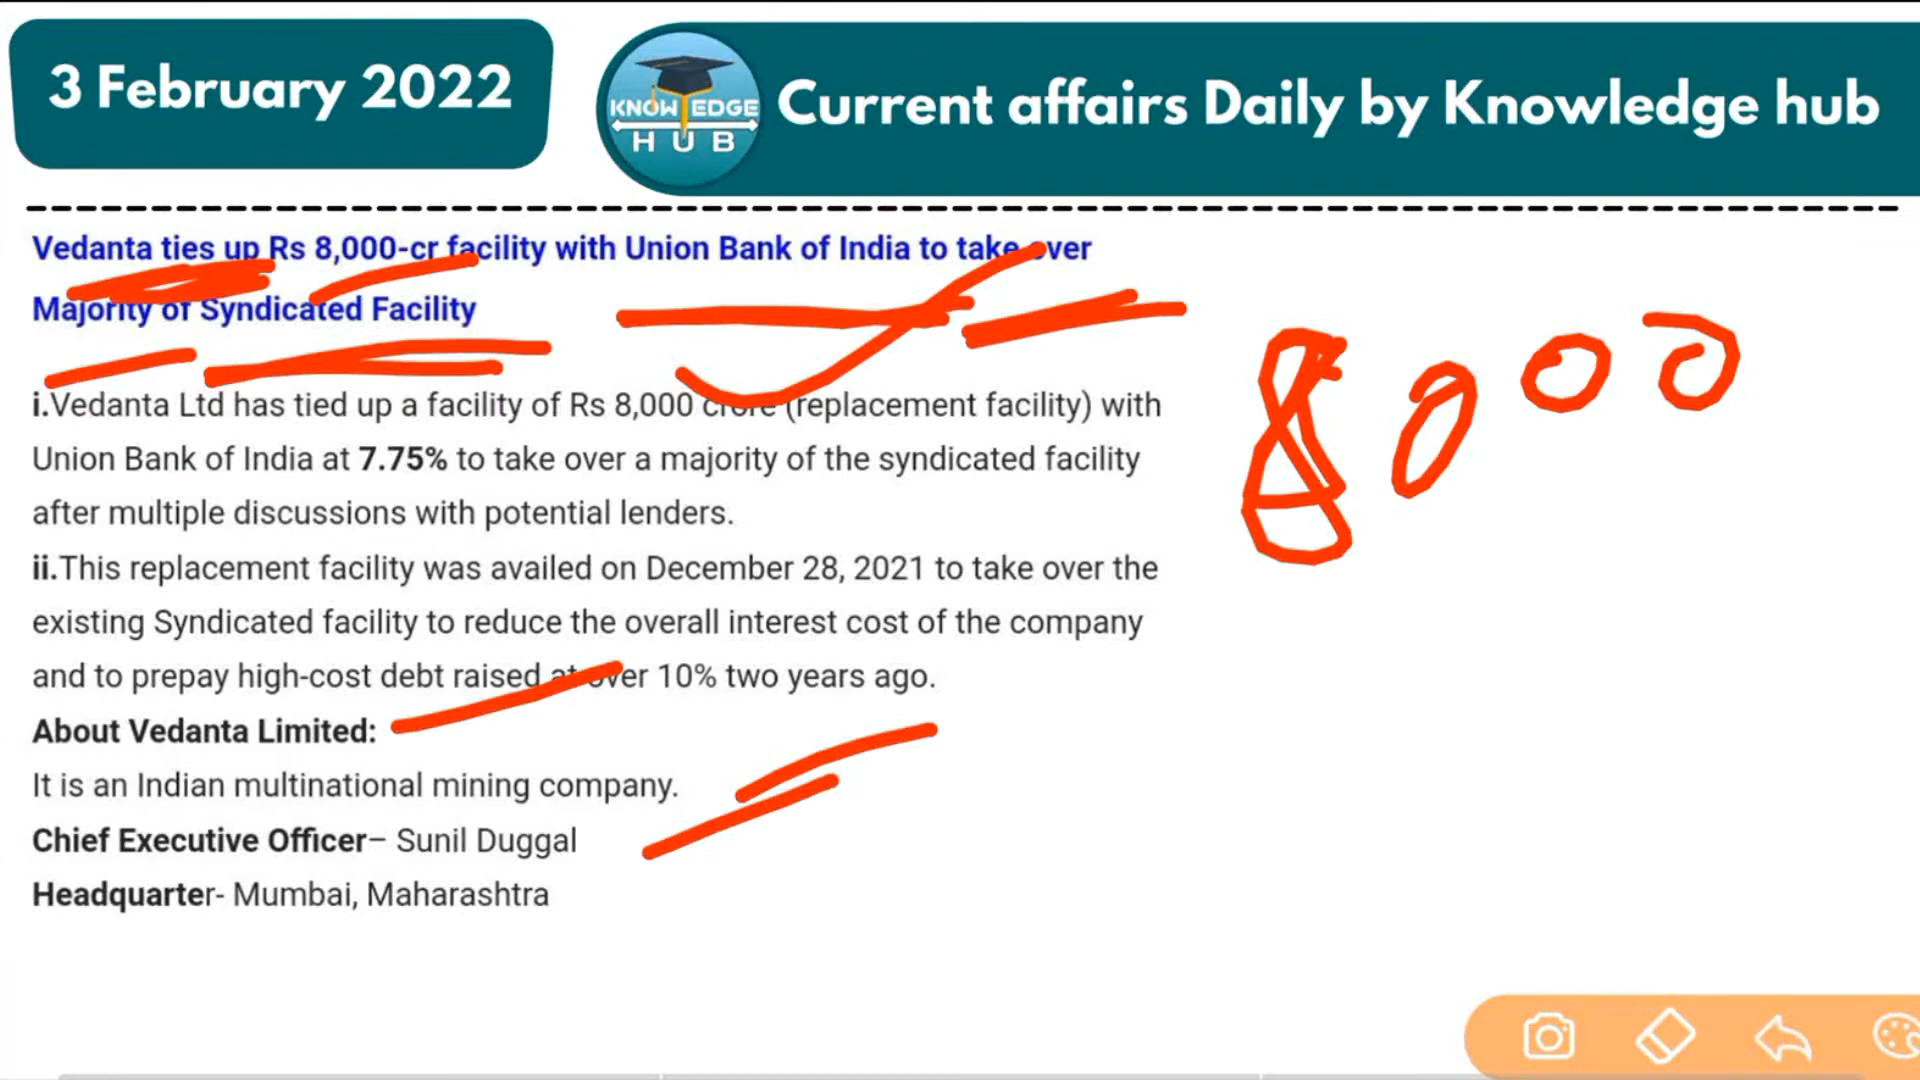 3 February 2022
KNOWLEDGE
HUB
Current affairs Daily by Knowledge hub
Vedanta ties up Rs 8,000-cr facility with Union Bank of India to take over
Majority of Syndicated Facility
8000
i.Vedanta Ltd has tied up a facility of Rs 8,000 crore (replacement facility) with
Union Bank of India at 7.75% to take over a majority of the syndicated facility
after multiple discussions with potential lenders.
ii.This replacement facility was availed on December 28, 2021 to take over the
existing Syndicated facility to reduce the overall interest cost of the company
and to prepay high-cost debt raised at over 10% two years ago.
About Vedanta Limited:
It is an Indian multinational mining company.
Chief Executive Officer– Sunil Duggal
Headquarter- Mumbai, Maharashtra